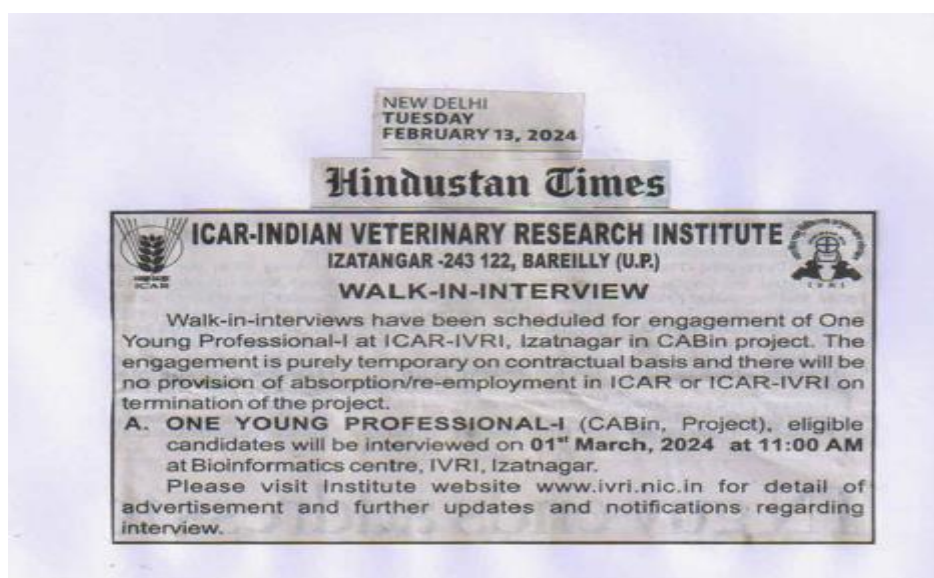 NEW DELHI
TUESDAY
FEBRUARY 13, 2024
Hindustan Times
ICAR-INDIAN VETERINARY RESEARCH INSTITUTE
IZATANGAR -243 122, BAREILLY (U.P.)
ICAR
I V R I
WALK-IN-INTERVIEW
Walk-in-interviews have been scheduled for engagement of One
Young Professional-I at ICAR-IVRI, Izatnagar in CABin project. The
engagement is purely temporary on contractual basis and there will be
no provision of absorption/re-employment in ICAR or ICAR-IVRI on
termination of the project.
A. ONE YOUNG PROFESSIONAL-I (CABin, Project), eligible
candidates will be interviewed on 01st March, 2024 at 11:00 AM
at Bioinformatics centre, IVRI, Izatnagar.
Please visit Institute website www.ivri.nic.in for detail of
advertisement and further updates and notifications regarding
interview.